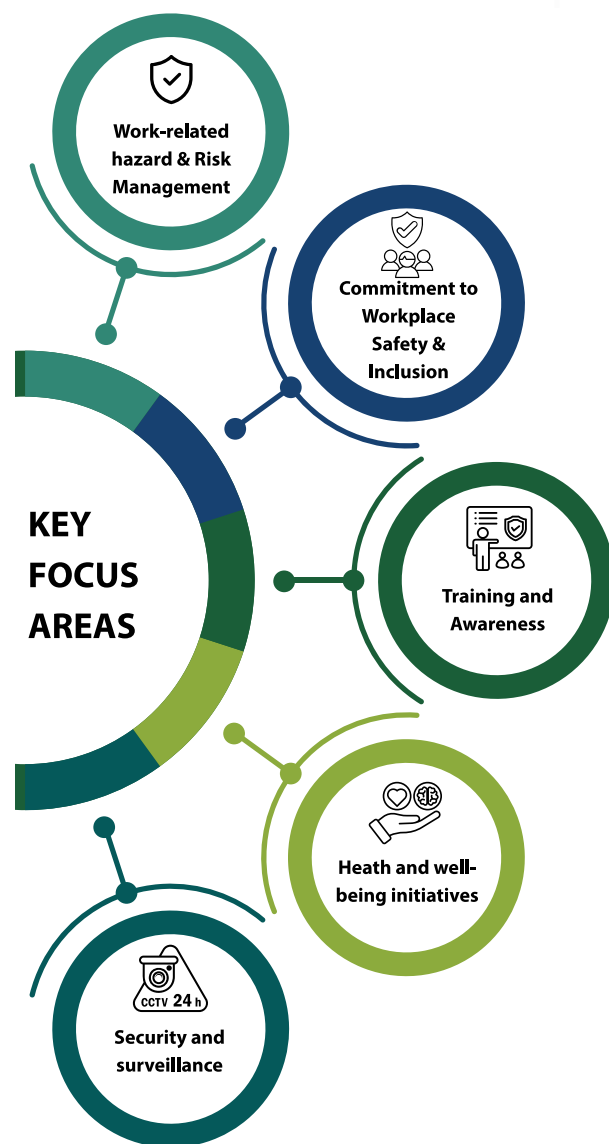 Work-related
hazard & Risk
Management
Commitment to
Workplace
Safety &
Inclusion
KEY
FOCUS
AREAS
Training and
Awareness
Heath and well-
being initiatives
CCTV 24 h
Security and
surveillance